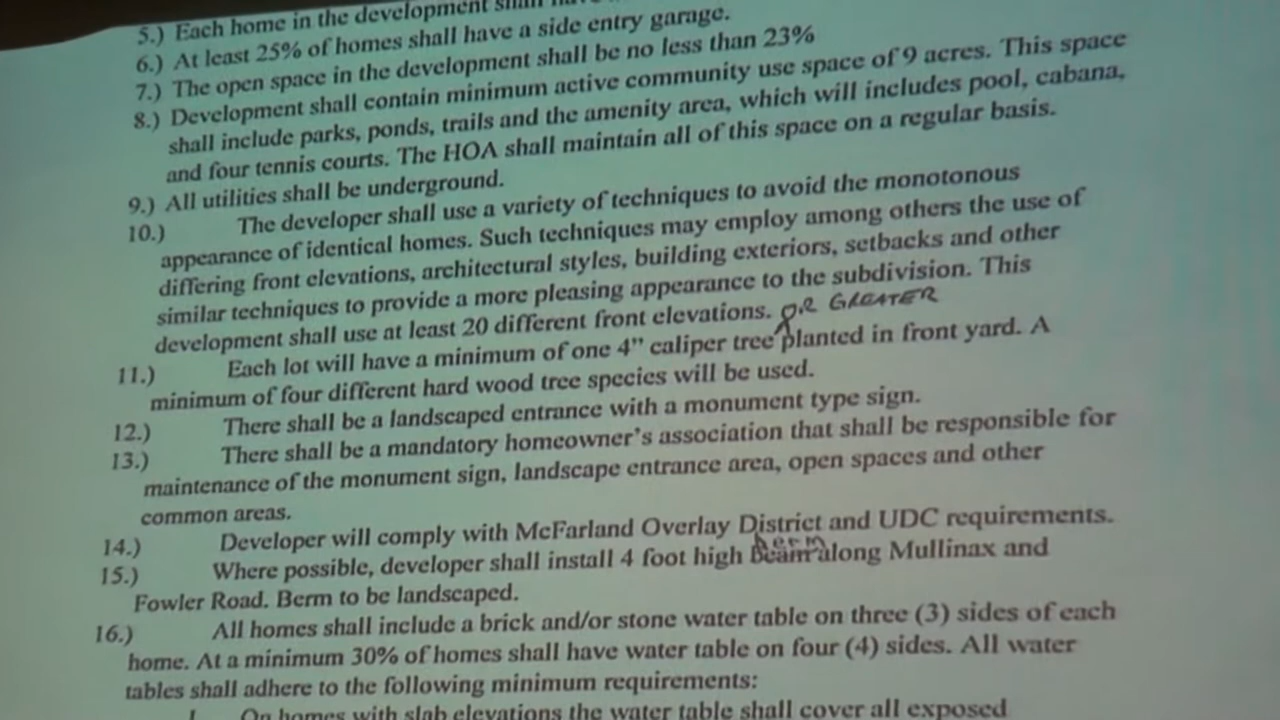 5.) Each home in the development shall
6.) At least 25% of homes shall have a side entry garage.
7.) The open space in the development shall be no less than 23%
8.) Development shall contain minimum active community use space of 9 acres. This space
shall include parks, ponds, trails and the amenity area, which will includes pool, cabana,
and four tennis courts. The HOA shall maintain all of this space on a regular basis.
9.) All utilities shall be underground.
10.) The developer shall use a variety of techniques to avoid the monotonous
appearance of identical homes. Such techniques may employ among others the use of
differing front elevations, architectural styles, building exteriors, setbacks and other
similar techniques to provide a more pleasing appearance to the subdivision. This
development shall use at least 20 different front elevations.
OR GREATER
11.) Each lot will have a minimum of one 4” caliper tree planted in front yard. A
minimum of four different hard wood tree species will be used.
12.) There shall be a landscaped entrance with a monument type sign.
13.) There shall be a mandatory homeowner’s association that shall be responsible for
maintenance of the monument sign, landscape entrance area, open spaces and other
common areas.
14.) Developer will comply with McFarland Overlay District and UDC requirements.
berm
15.) Where possible, developer shall install 4 foot high Beam along Mullinax and
Fowler Road. Berm to be landscaped.
16.) All homes shall include a brick and/or stone water table on three (3) sides of each
home. At a minimum 30% of homes shall have water table on four (4) sides. All water
tables shall adhere to the following minimum requirements:
On homes with slab elevations the water table shall cover all exposed